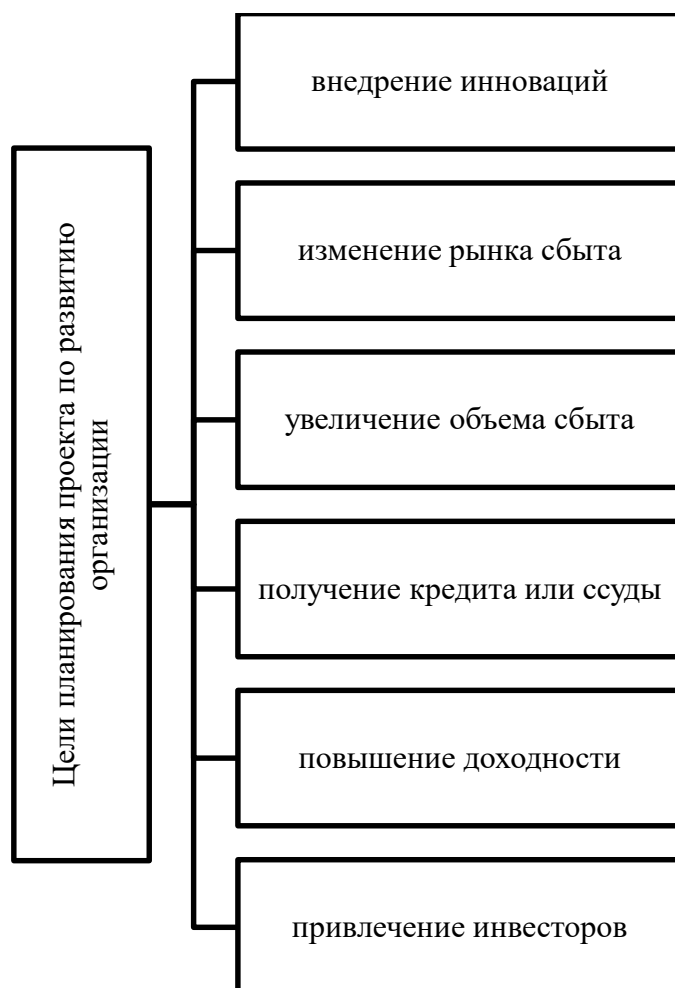 Цели планирования проекта по развитию
организации
внедрение инноваций
изменение рынка сбыта
увеличение объема сбыта
получение кредита или ссуды
повышение доходности
привлечение инвесторов